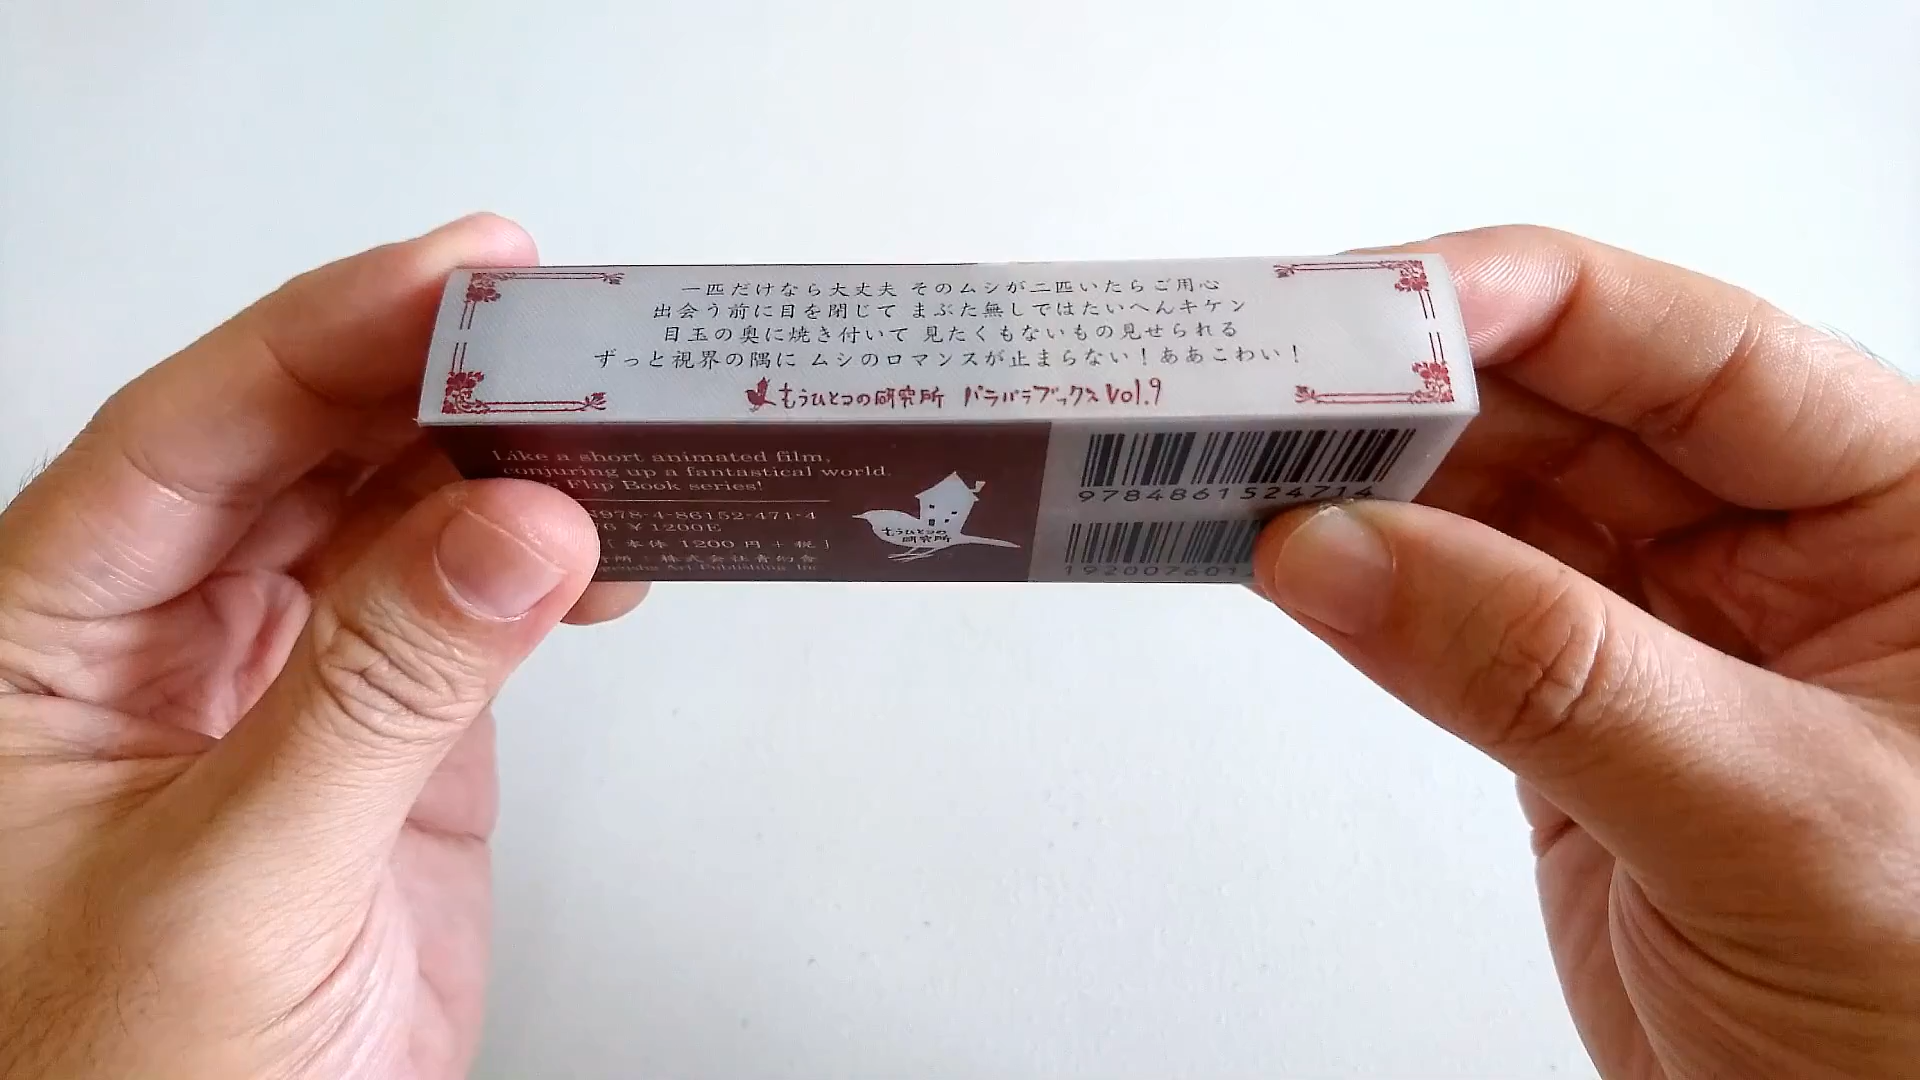 一匹だけなら大丈夫 そのムシが二匹いたらご用心
出会う前に目を閉じて まぶた無しではたいへんキケン
目玉の奥に焼き付いて 見たくもないもの見せられる
ずっと視界の隅に ムシのロマンスが止まらない！ああこわい！
もうひとつの研究所 パラパラブックス Vol.9
Like a short animated film,
conjuring up a fantastical world.
Flip Book series!
978-4-86152-471-4
¥1200E
[本体 1200 円 + 税]
株式会社青幻舎
Art Publishing, Inc
もうひとつの
研究所
9784861524714
192007601